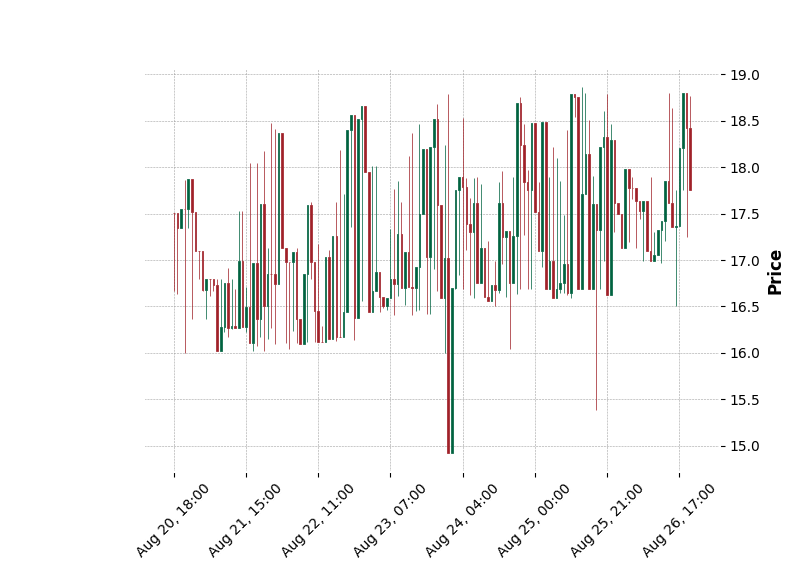 19.0
18.5
18.0
17.5
17.0
16.5
16.0
15.5
15.0
Price
Aug 20, 18:00
Aug 21, 15:00
Aug 22, 11:00
Aug 23, 07:00
Aug 24, 04:00
Aug 25, 00:00
Aug 25, 21:00
Aug 26, 17:00